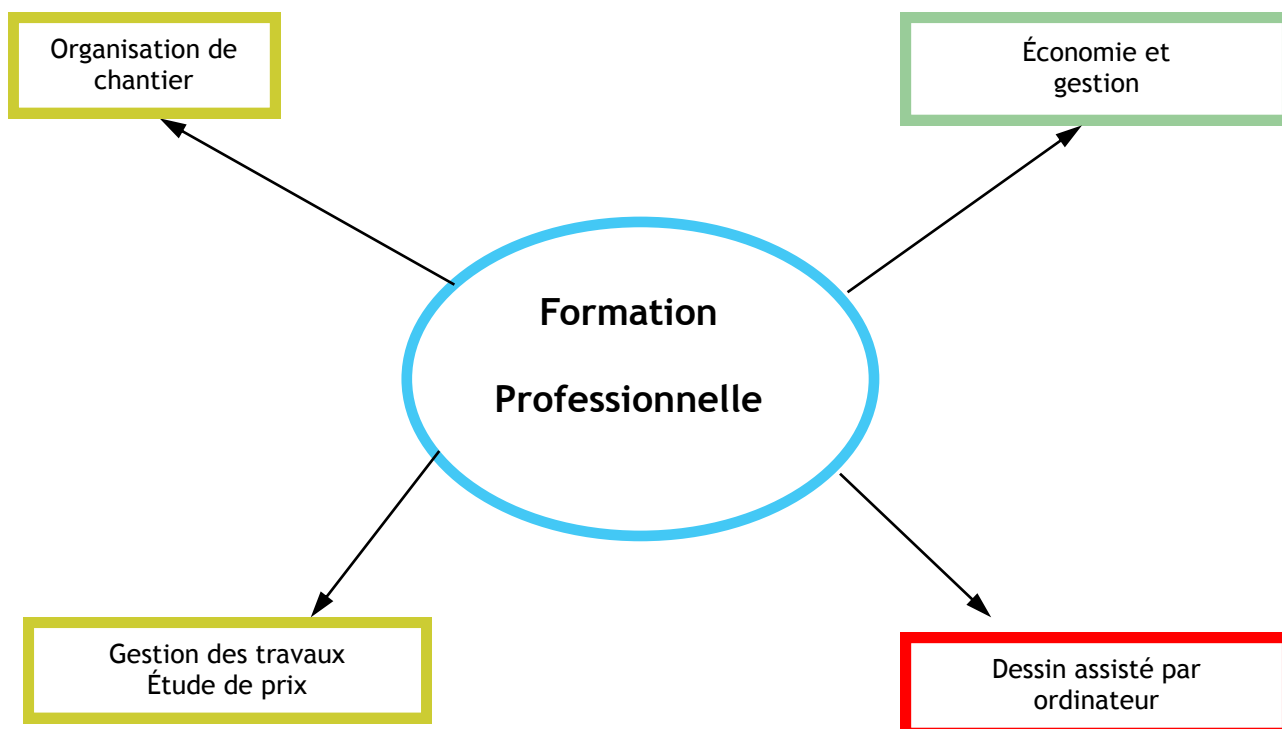 Organisation de
chantier
Économie et
gestion
Formation
Professionnelle
Gestion des travaux
Étude de prix
Dessin assisté par
ordinateur